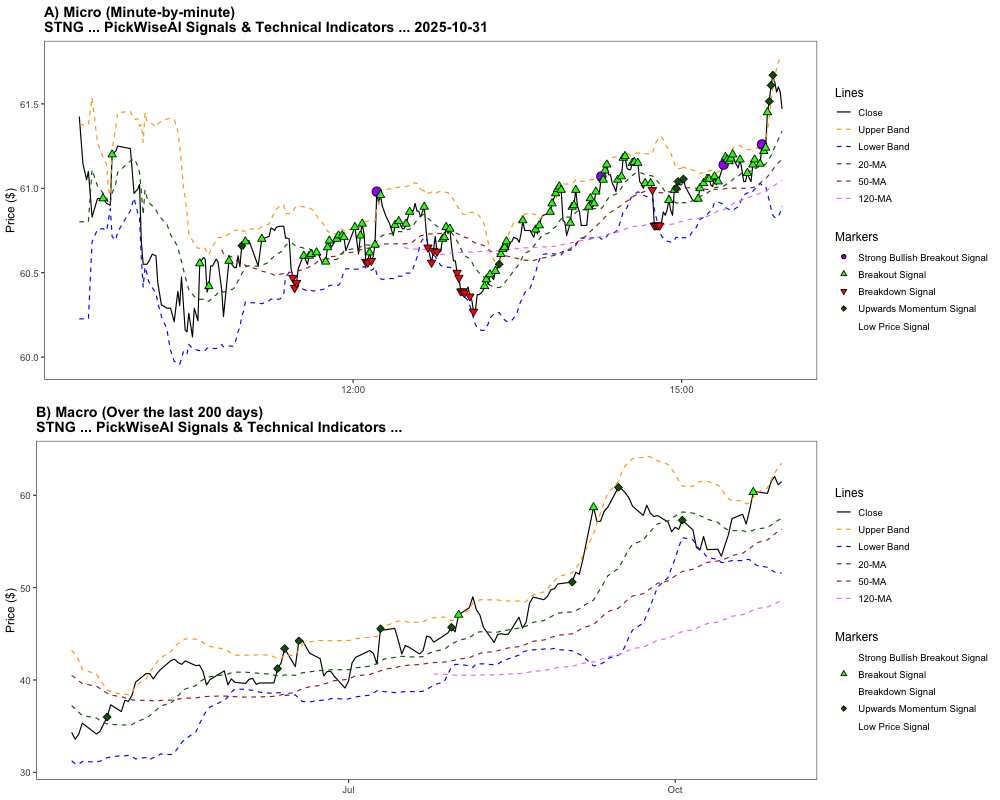 A) Micro (Minute-by-minute)
STNG ... PickWiseAI Signals & Technical Indicators ... 2025-10-31
Price ($)
61.5
61.0
60.5
60.0
12:00
15:00
Lines
Close
Upper Band
Lower Band
20-MA
50-MA
120-MA
Markers
Strong Bullish Breakout Signal
Breakout Signal
Breakdown Signal
Upwards Momentum Signal
Low Price Signal
B) Macro (Over the last 200 days)
STNG ... PickWiseAI Signals & Technical Indicators ...
Price ($)
60
50
40
30
Jul
Oct
Lines
Close
Upper Band
Lower Band
20-MA
50-MA
120-MA
Markers
Strong Bullish Breakout Signal
Breakout Signal
Breakdown Signal
Upwards Momentum Signal
Low Price Signal